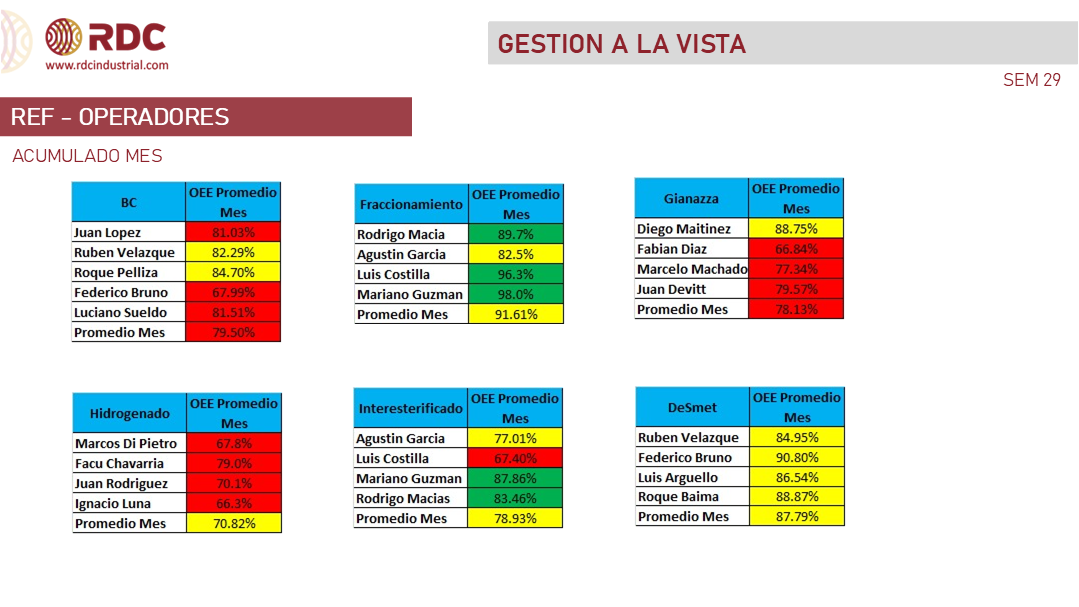 RDC
www.rdcindustrial.com
GESTION A LA VISTA
SEM 29
REF - OPERADORES
ACUMULADO MES
BC OEE Promedio Mes
Juan Lopez 81.03%
Ruben Velazque 82.29%
Roque Pelliza 84.70%
Federico Bruno 67.99%
Luciano Sueldo 81.51%
Promedio Mes 79.50%
Fraccionamiento OEE Promedio Mes
Rodrigo Macia 89.7%
Agustin Garcia 82.5%
Luis Costilla 96.3%
Mariano Guzman 98.0%
Promedio Mes 91.61%
Gianazza OEE Promedio Mes
Diego Maitinez 88.75%
Fabian Diaz 66.84%
Marcelo Machado 77.34%
Juan Devitt 79.57%
Promedio Mes 78.13%
Hidrogenado OEE Promedio Mes
Marcos Di Pietro 67.8%
Facu Chavarria 79.0%
Juan Rodriguez 70.1%
Ignacio Luna 66.3%
Promedio Mes 70.82%
Interesterificado OEE Promedio Mes
Agustin Garcia 77.01%
Luis Costilla 67.40%
Mariano Guzman 87.86%
Rodrigo Macias 83.46%
Promedio Mes 78.93%
DeSmet OEE Promedio Mes
Ruben Velazque 84.95%
Federico Bruno 90.80%
Luis Arguello 86.54%
Roque Baima 88.87%
Promedio Mes 87.79%